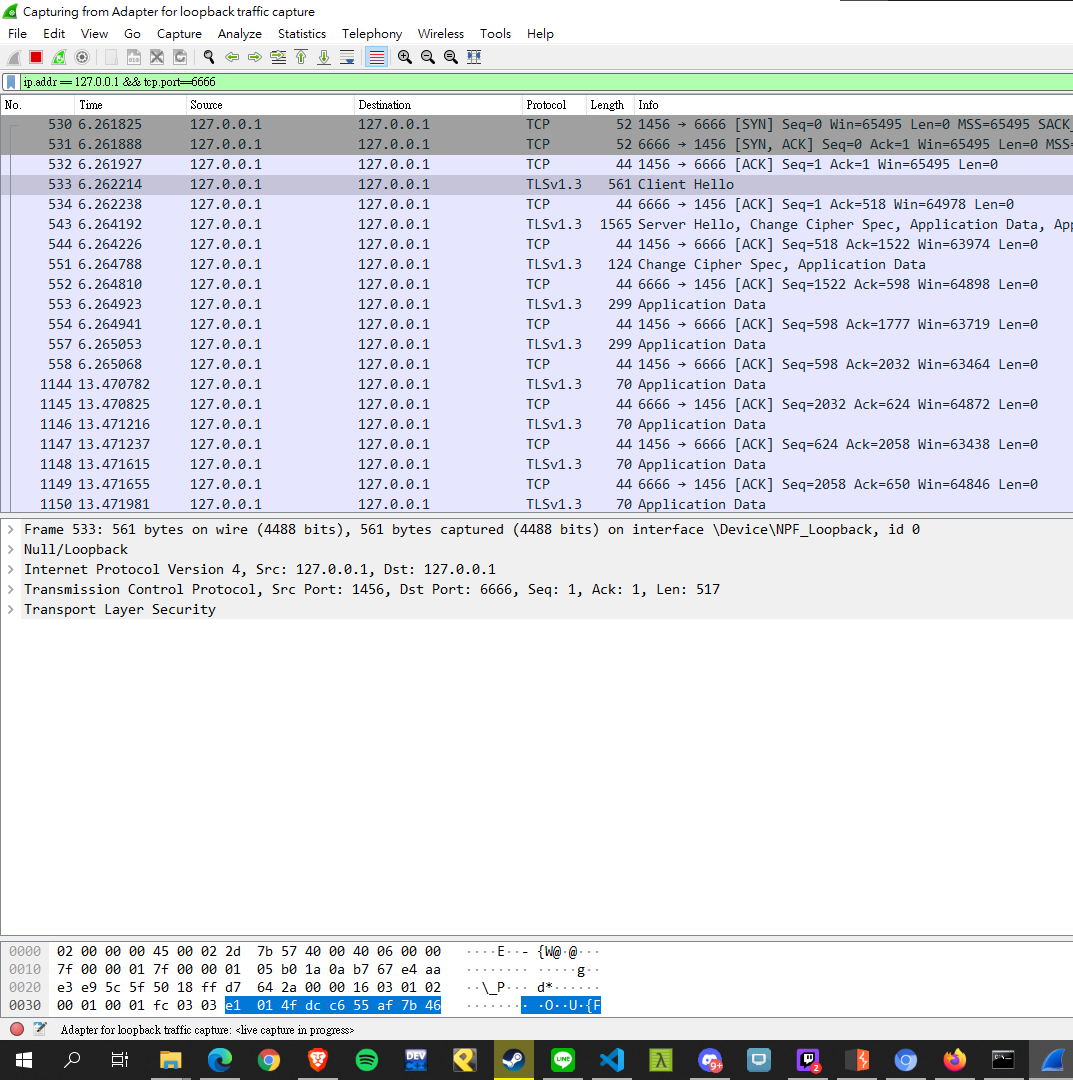 Capturing from Adapter for loopback traffic capture
File Edit View Go Capture Analyze Statistics Telephony Wireless Tools Help
ip.addr == 127.0.0.1 && tcp.port==6666
No. Time Source Destination Protocol Length Info
530 6.261825 127.0.0.1 127.0.0.1 TCP 52 1456 → 6666 [SYN] Seq=0 Win=65495 Len=0 MSS=65495 SACK_
531 6.261888 127.0.0.1 127.0.0.1 TCP 52 6666 → 1456 [SYN, ACK] Seq=0 Ack=1 Win=65495 Len=0 MSS=
532 6.261927 127.0.0.1 127.0.0.1 TCP 44 1456 → 6666 [ACK] Seq=1 Ack=1 Win=65495 Len=0
533 6.262214 127.0.0.1 127.0.0.1 TLSv1.3 561 Client Hello
534 6.262238 127.0.0.1 127.0.0.1 TCP 44 6666 → 1456 [ACK] Seq=1 Ack=518 Win=64978 Len=0
543 6.264192 127.0.0.1 127.0.0.1 TLSv1.3 1565 Server Hello, Change Cipher Spec, Application Data, Ap
544 6.264226 127.0.0.1 127.0.0.1 TCP 44 1456 → 6666 [ACK] Seq=518 Ack=1522 Win=63974 Len=0
551 6.264788 127.0.0.1 127.0.0.1 TLSv1.3 124 Change Cipher Spec, Application Data
552 6.264810 127.0.0.1 127.0.0.1 TCP 44 6666 → 1456 [ACK] Seq=1522 Ack=598 Win=64898 Len=0
553 6.264923 127.0.0.1 127.0.0.1 TLSv1.3 299 Application Data
554 6.264941 127.0.0.1 127.0.0.1 TCP 44 1456 → 6666 [ACK] Seq=598 Ack=1777 Win=63719 Len=0
557 6.265053 127.0.0.1 127.0.0.1 TLSv1.3 299 Application Data
558 6.265068 127.0.0.1 127.0.0.1 TCP 44 1456 → 6666 [ACK] Seq=598 Ack=2032 Win=63464 Len=0
1144 13.470782 127.0.0.1 127.0.0.1 TLSv1.3 70 Application Data
1145 13.470825 127.0.0.1 127.0.0.1 TCP 44 6666 → 1456 [ACK] Seq=2032 Ack=624 Win=64872 Len=0
1146 13.471216 127.0.0.1 127.0.0.1 TLSv1.3 70 Application Data
1147 13.471237 127.0.0.1 127.0.0.1 TCP 44 1456 → 6666 [ACK] Seq=624 Ack=2058 Win=63438 Len=0
1148 13.471615 127.0.0.1 127.0.0.1 TLSv1.3 70 Application Data
1149 13.471655 127.0.0.1 127.0.0.1 TCP 44 6666 → 1456 [ACK] Seq=2058 Ack=650 Win=64846 Len=0
1150 13.471981 127.0.0.1 127.0.0.1 TLSv1.3 70 Application Data
Frame 533: 561 bytes on wire (4488 bits), 561 bytes captured (4488 bits) on interface \Device\NPF_Loopback, id 0
Null/Loopback
Internet Protocol Version 4, Src: 127.0.0.1, Dst: 127.0.0.1
Transmission Control Protocol, Src Port: 1456, Dst Port: 6666, Seq: 1, Ack: 1, Len: 517
Transport Layer Security
0000 02 00 00 00 45 00 02 2d 7b 57 40 00 40 06 00 00 ····E··- {W@·@···
0010 7f 00 00 01 7f 00 00 01 05 b0 1a 0a b7 67 e4 aa ········ ·····g··
0020 e3 e9 5c 5f 50 18 ff d7 64 2a 00 00 16 03 01 02 ··\_P··· d*······
0030 00 01 00 01 fc 03 03 e1 01 4f dc c6 55 af 7b 46 ········ ·O··U·{F
Adapter for loopback traffic capture: <live capture in progress>
DEV
LINE
9+
2